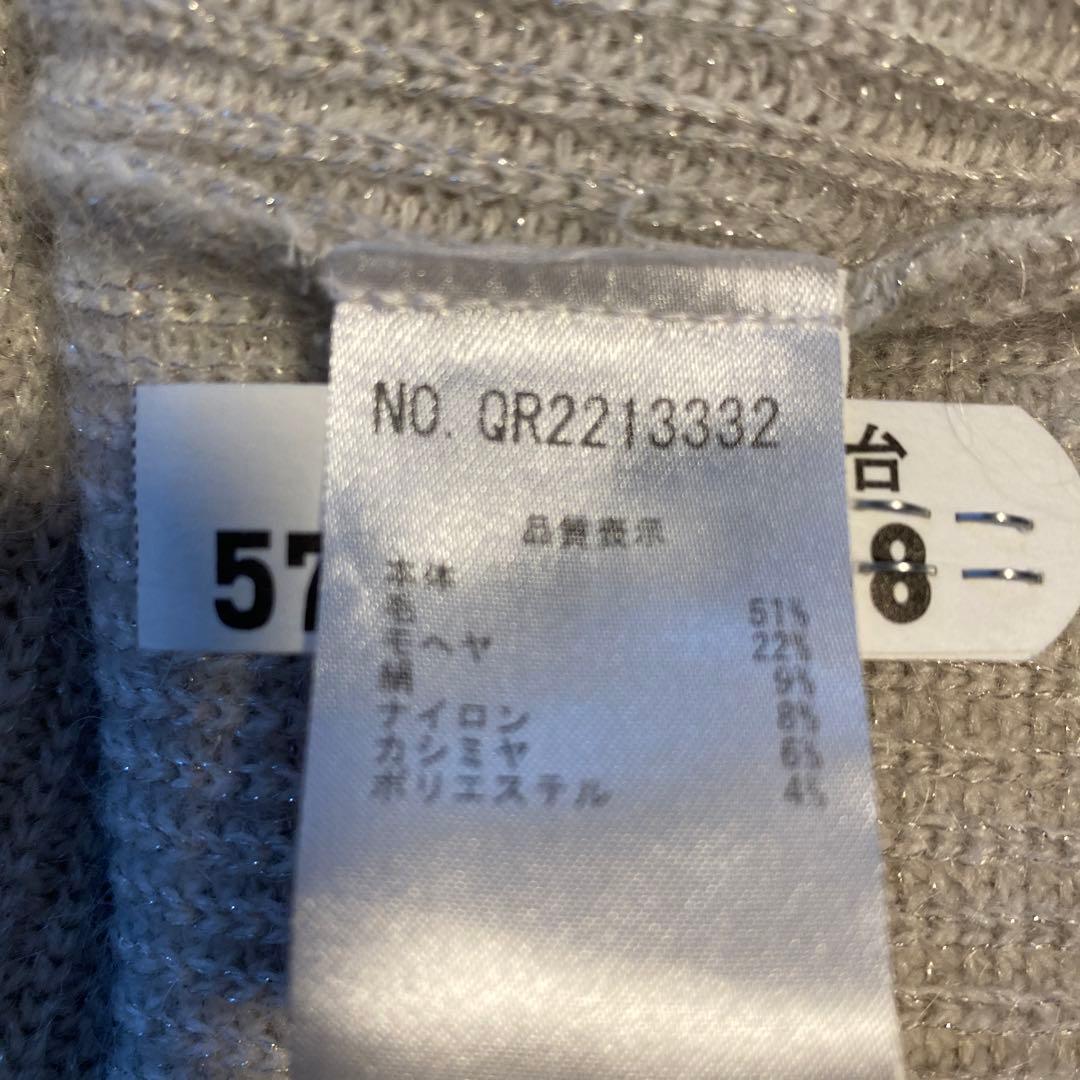 NO. QR2213332
台
57
8
品質表示
本体
毛 51%
モヘヤ 22%
綿 9%
ナイロン 8%
カシミヤ 6%
ポリエステル 4%